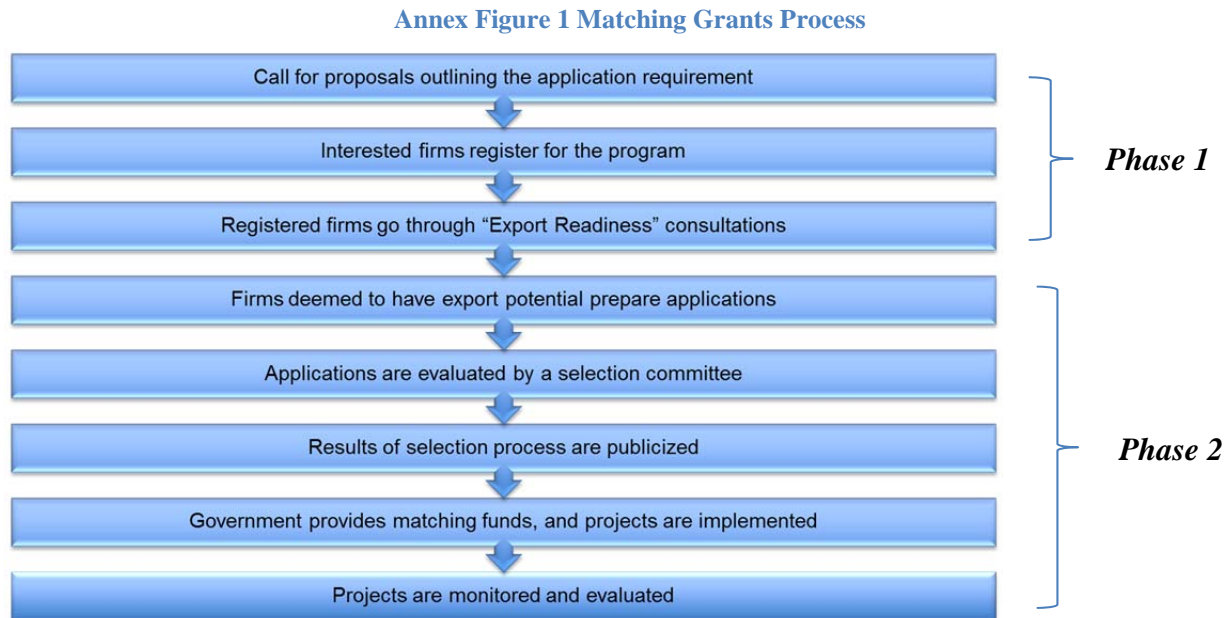 Annex Figure 1 Matching Grants Process
Call for proposals outlining the application requirement
Interested firms register for the program
Phase 1
Registered firms go through “Export Readiness” consultations
Firms deemed to have export potential prepare applications
Applications are evaluated by a selection committee
Results of selection process are publicized
Phase 2
Government provides matching funds, and projects are implemented
Projects are monitored and evaluated